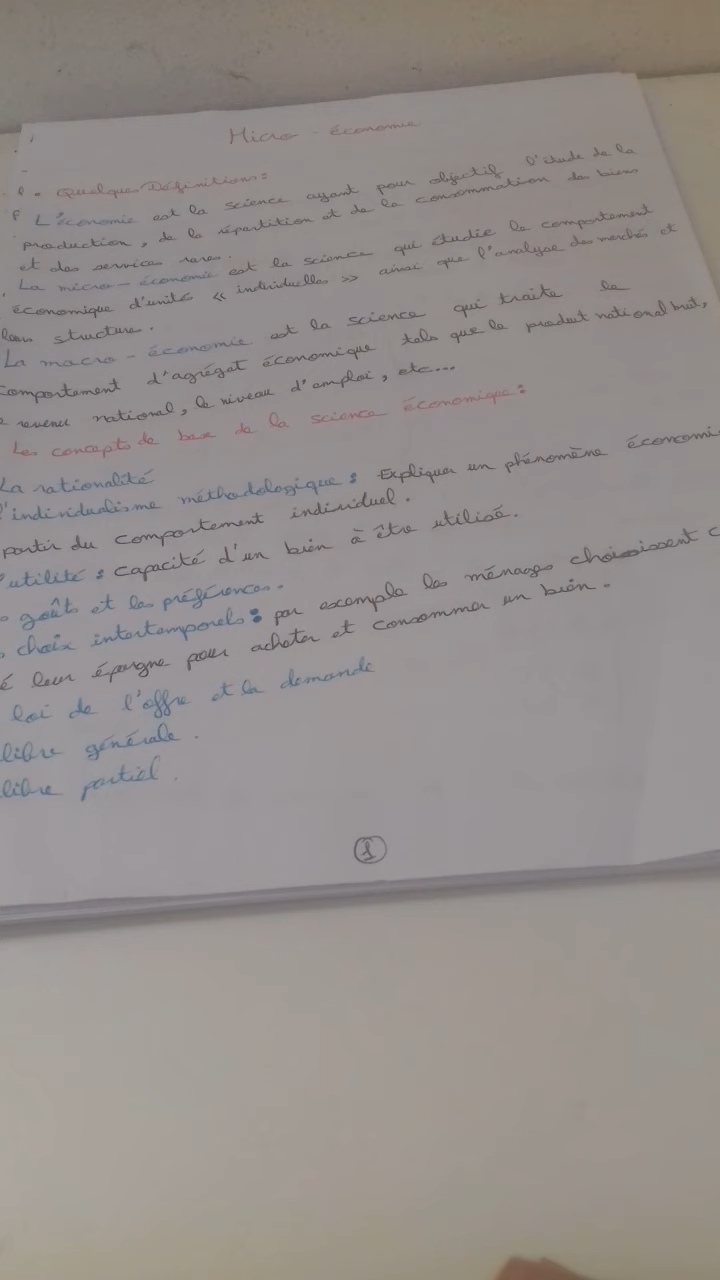 Micro - économie
Quelques Définitions :
L'économie est la science ayant pour objectif l'étude de la
production, de la répartition et de la consommation des biens
et des services rares.
La micro-économie est la science qui étudie le comportement
économique d'unités « individuelles » ainsi que l'analyse des marchés et
leur structure.
La macro-économie est la science qui traite le
comportement d'agrégat économique tels que le produit national brut,
revenu national, le niveau d'emploi, etc...
Les concepts de base de la science économique :
La rationalité
l'individualisme méthodologique : Expliquer un phénomène économi
partir du comportement individuel.
utilité : capacité d'un bien à être utilisé.
goûts et les préférences.
choix intertemporels : par exemple les ménages choisissent
é leur épargne pour acheter et consommer un bien.
loi de l'offre et la demande
libre générale.
libre partiel.
1